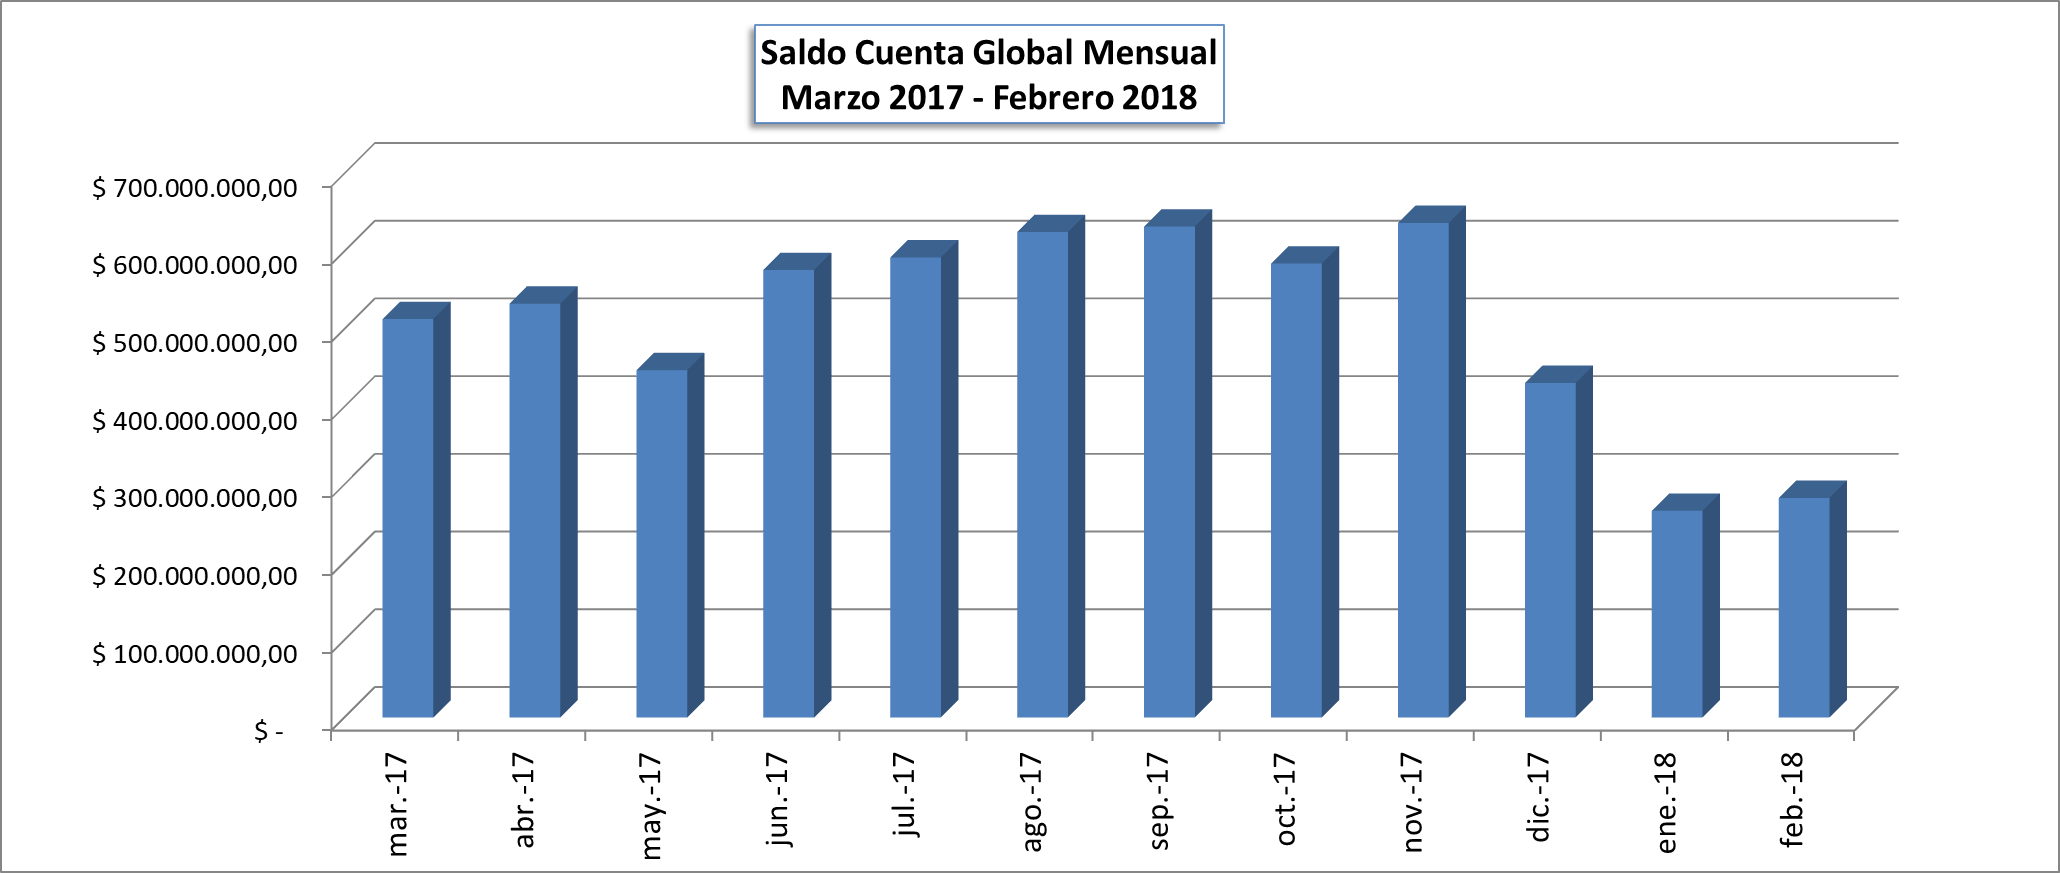 Saldo Cuenta Global Mensual
Marzo 2017 - Febrero 2018
$ 700.000.000,00
$ 600.000.000,00
$ 500.000.000,00
$ 400.000.000,00
$ 300.000.000,00
$ 200.000.000,00
$ 100.000.000,00
$ -
mar.-17
abr.-17
may.-17
jun.-17
jul.-17
ago.-17
sep.-17
oct.-17
nov.-17
dic.-17
ene.-18
feb.-18